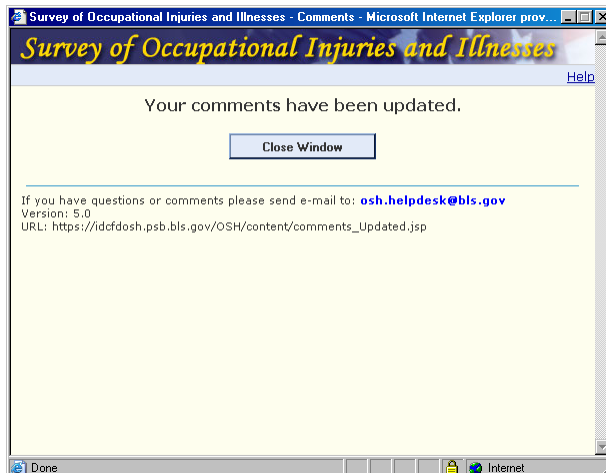 Survey of Occupational Injuries and Illnesses - Comments - Microsoft Internet Explorer prov...
Survey of Occupational Injuries and Illnesses
Help
Your comments have been updated.
Close Window
If you have questions or comments please send e-mail to: osh.helpdesk@bls.gov
Version: 5.0
URL: https://idcfdosh.psb.bls.gov/OSH/content/comments_Updated.jsp
Done Internet